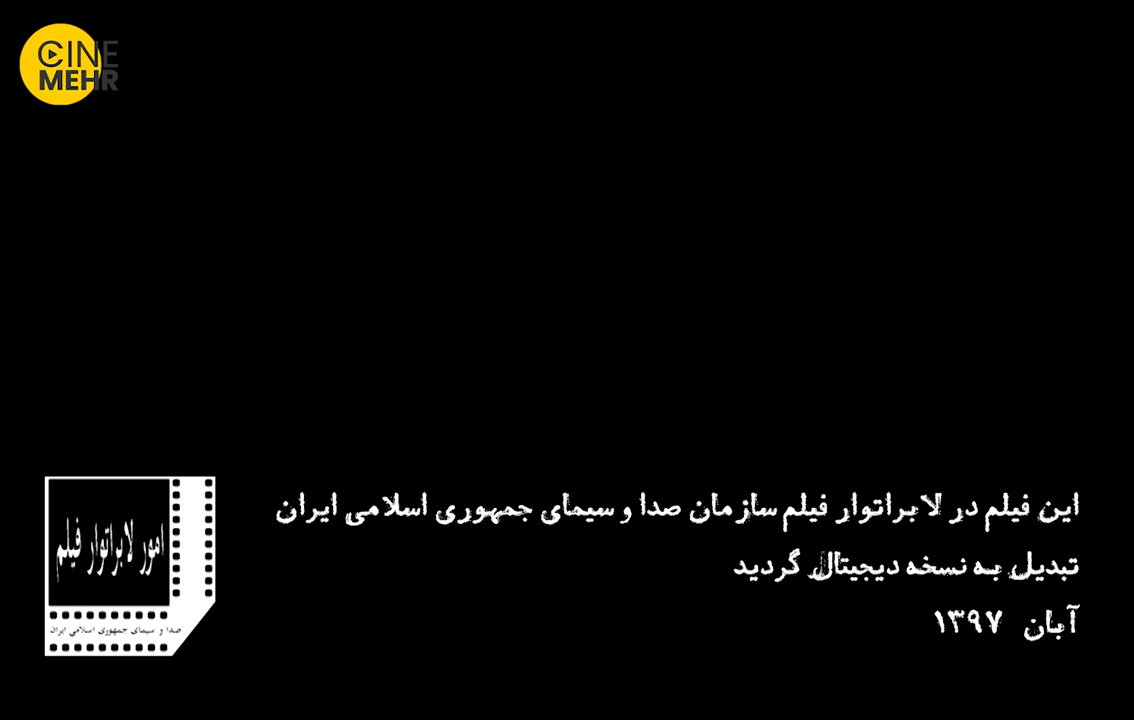 CINE
MEHR
این فیلم در لابراتوار فیلم سازمان صدا و سیمای جمهوری اسلامی ایران
تبدیل به نسخه دیجیتال گردید
آبان ۱۳۹۷
امور لابراتوار فیلم
صدا و سیمای جمهوری اسلامی ایران